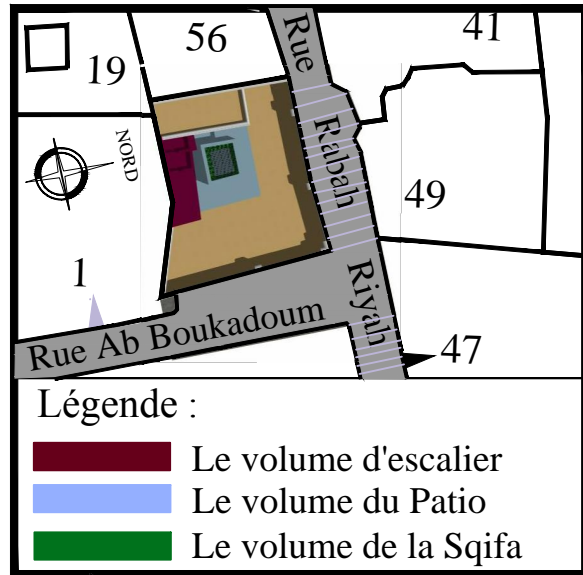 56
41
19
Rue Rabah Riyah
NORD
49
1
Rue Ab Boukadoum
47
Légende :
Le volume d'escalier
Le volume du Patio
Le volume de la Sqifa